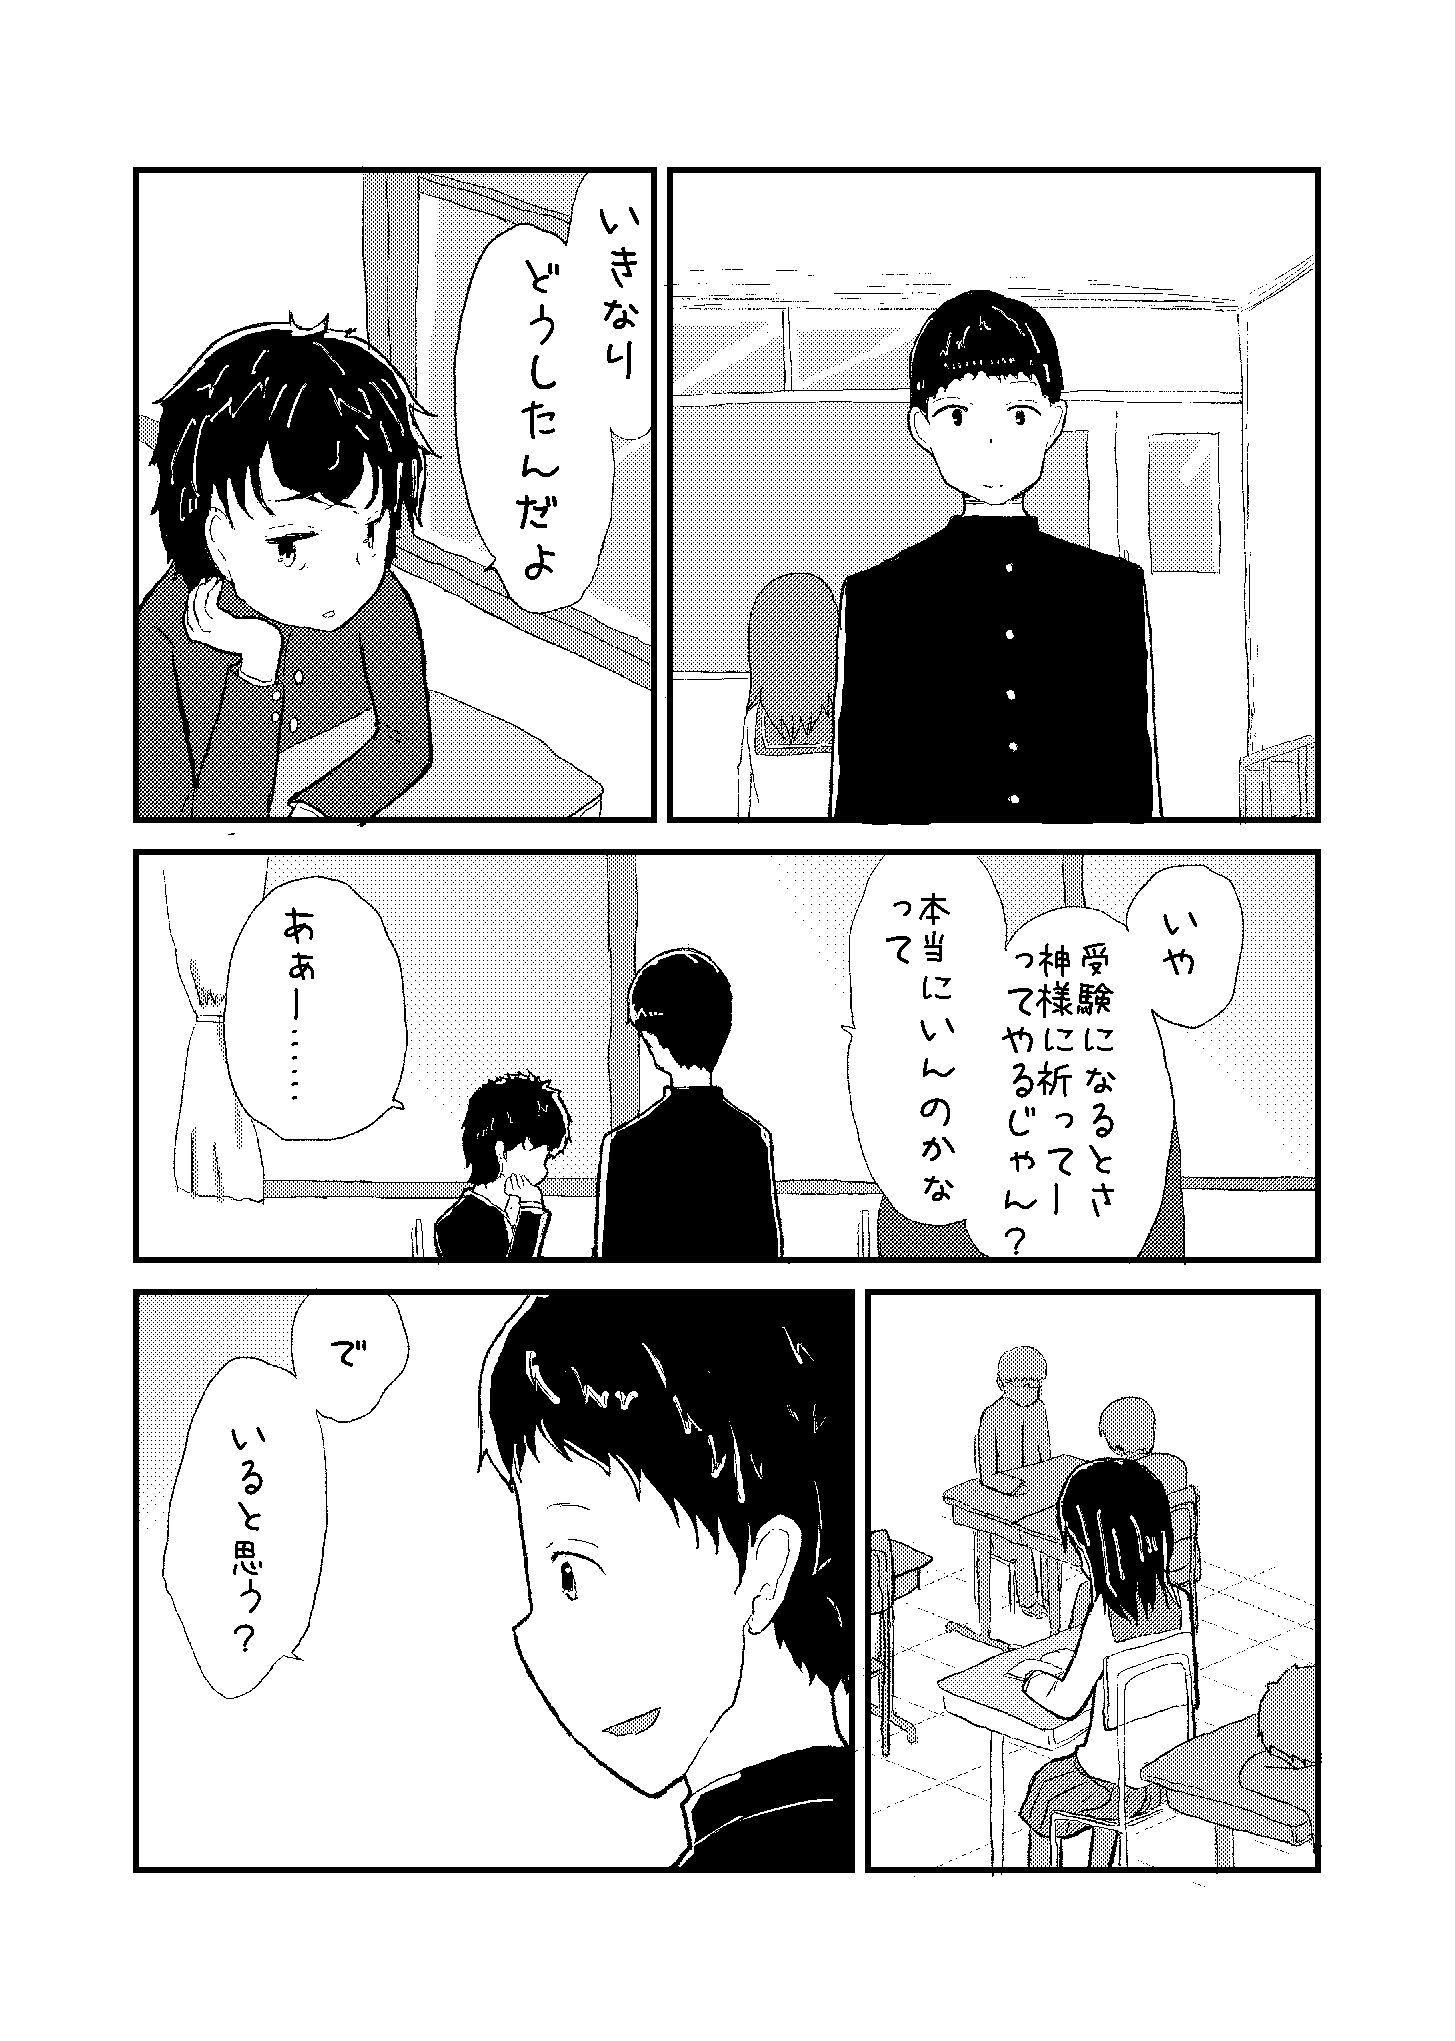 いきなり
どうしたんだよ
いや
受験になるとさ
神様に祈ってー
ってやるじゃん？
本当にいんのかな
って
あぁー……
で
いると思う？